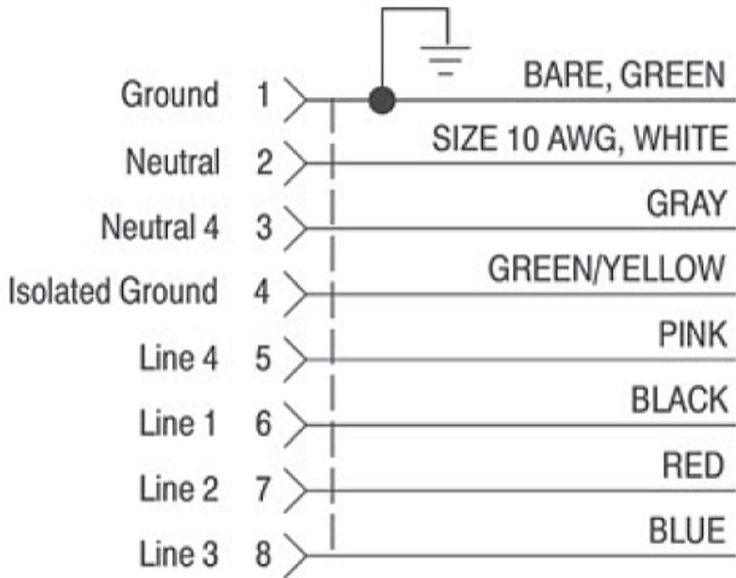 Ground 1 BARE, GREEN
Neutral 2 SIZE 10 AWG, WHITE
Neutral 4 3 GRAY
Isolated Ground 4 GREEN/YELLOW
Line 4 5 PINK
Line 1 6 BLACK
Line 2 7 RED
Line 3 8 BLUE